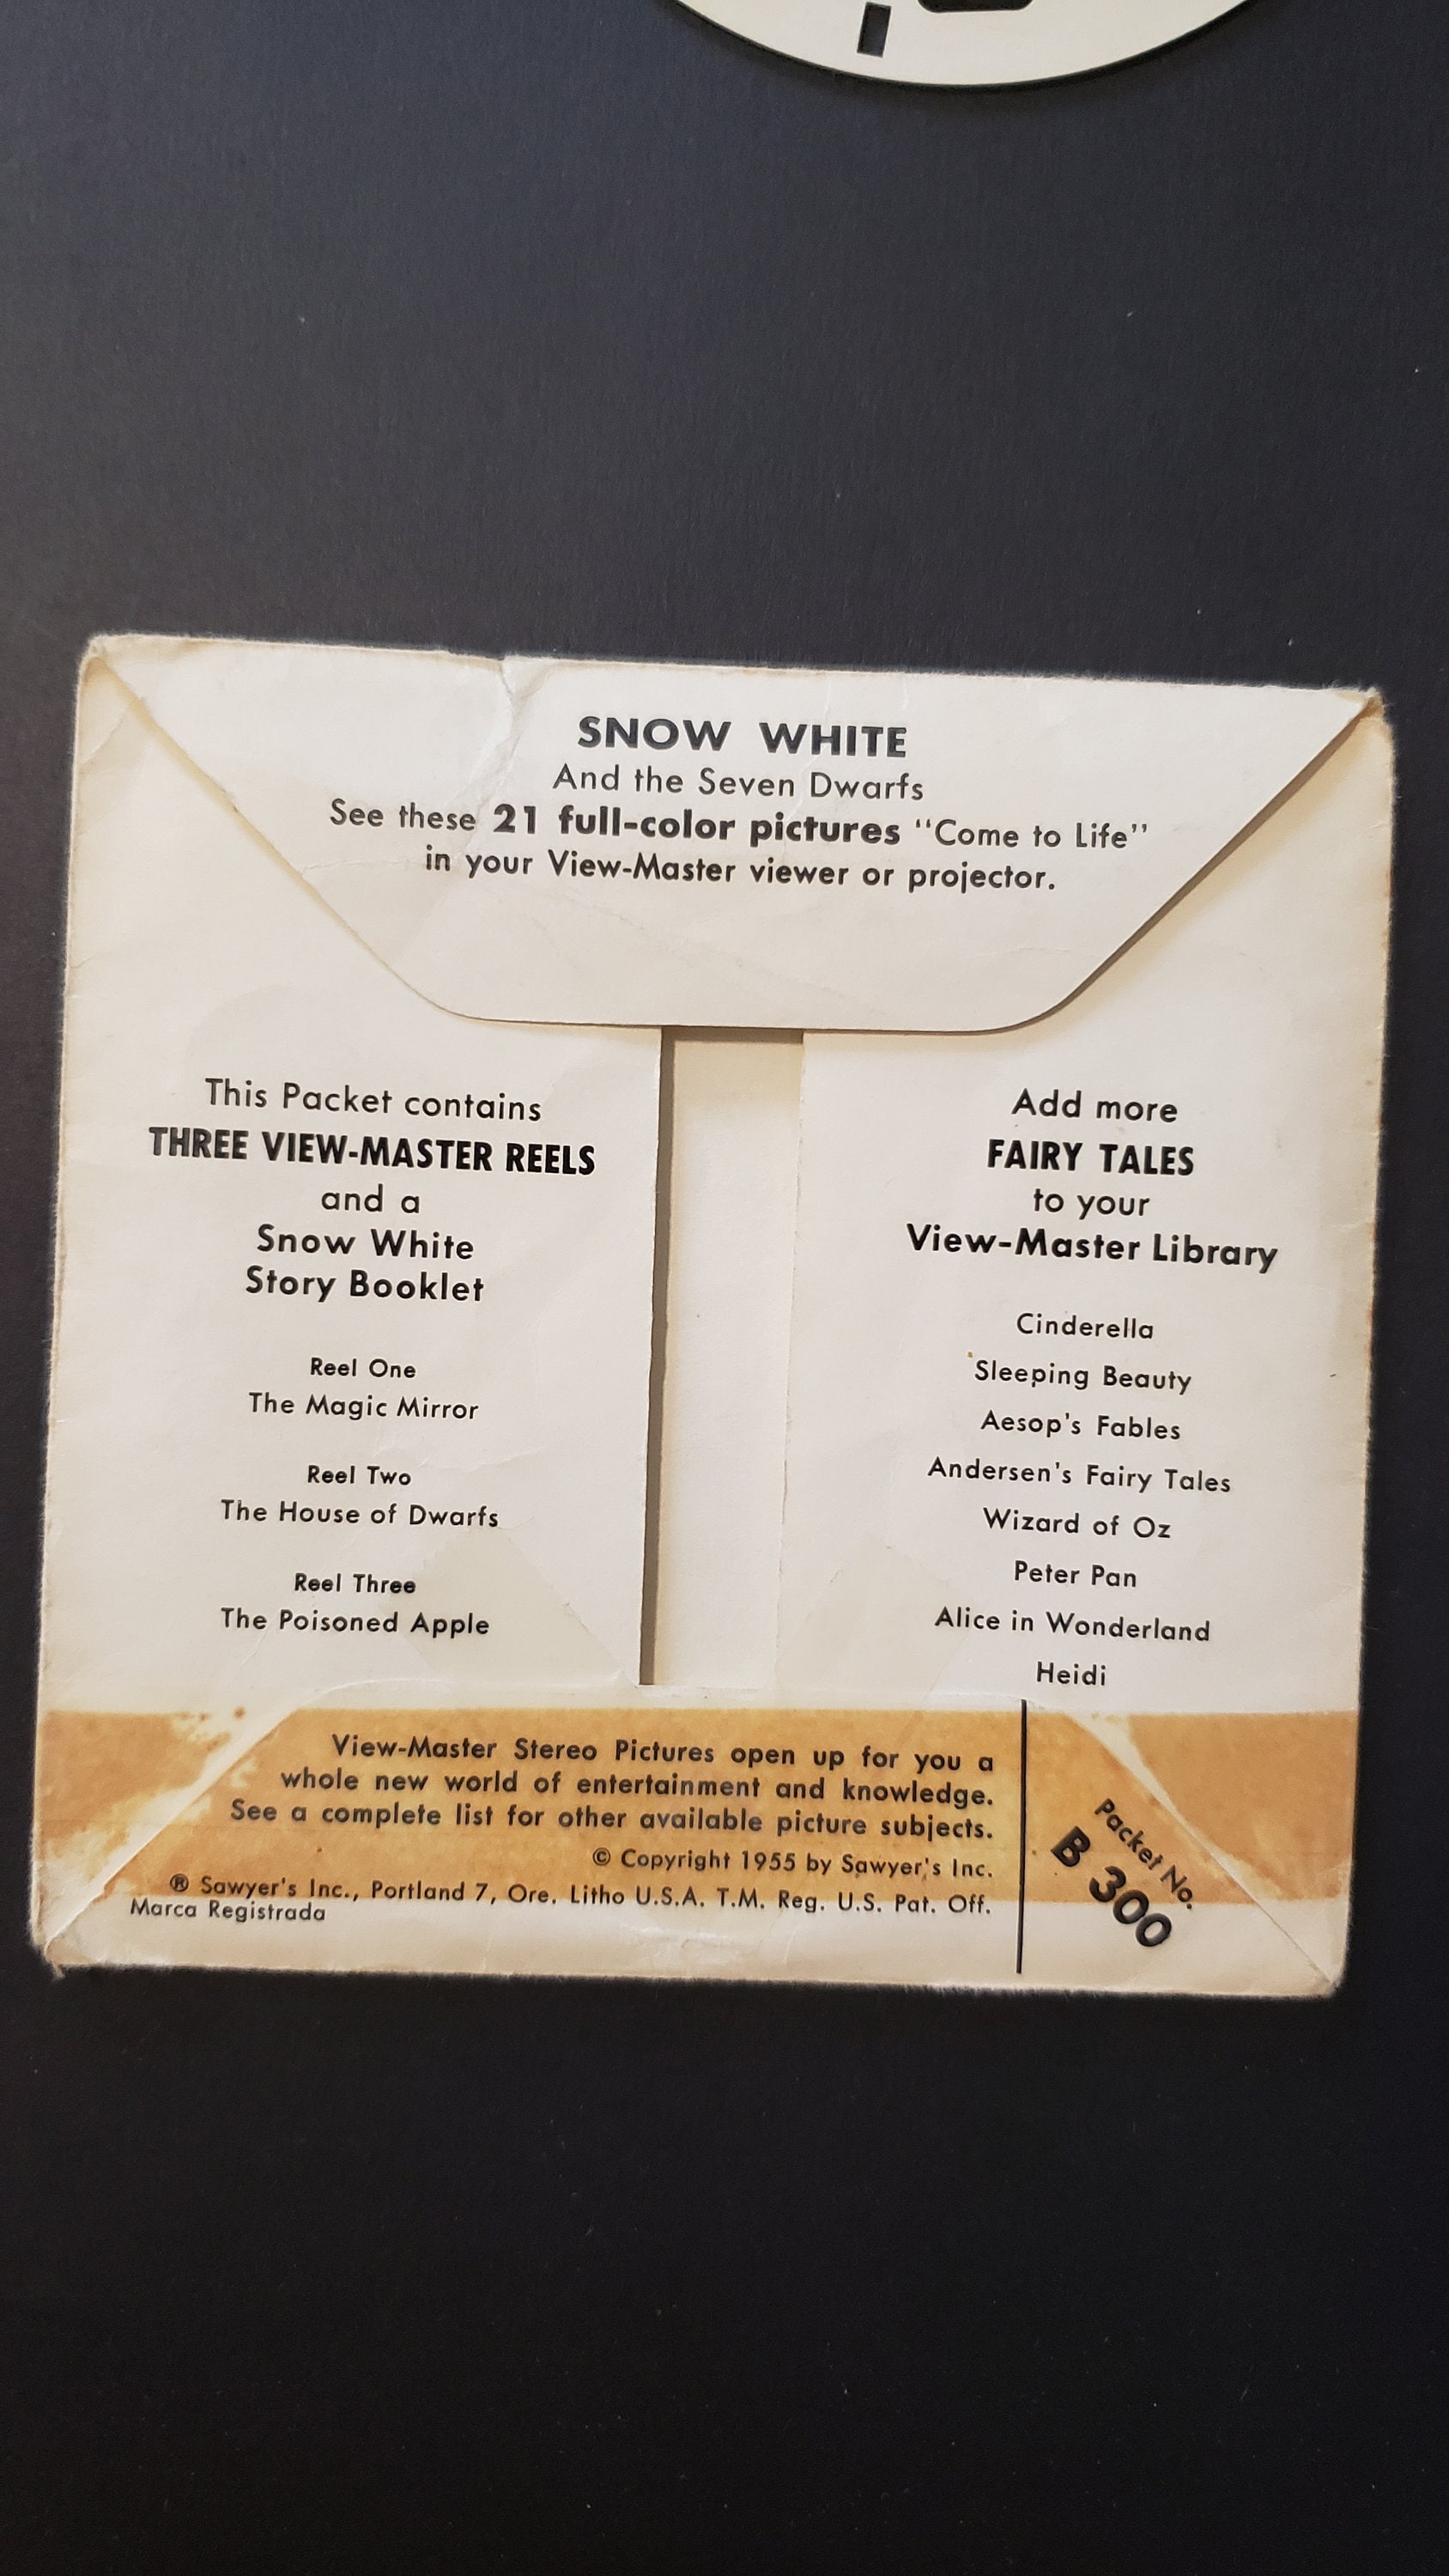 SNOW WHITE
And the Seven Dwarfs
See these 21 full-color pictures “Come to Life”
in your View-Master viewer or projector.
This Packet contains
THREE VIEW-MASTER REELS
and a
Snow White
Story Booklet
Reel One
The Magic Mirror
Reel Two
The House of Dwarfs
Reel Three
The Poisoned Apple
Add more
FAIRY TALES
to your
View-Master Library
Cinderella
Sleeping Beauty
Aesop's Fables
Andersen's Fairy Tales
Wizard of Oz
Peter Pan
Alice in Wonderland
Heidi
View-Master Stereo Pictures open up for you a
whole new world of entertainment and knowledge.
See a complete list for other available picture subjects.
© Copyright 1955 by Sawyer's Inc.
® Sawyer's Inc., Portland 7, Ore. Litho U.S.A. T.M. Reg. U.S. Pat. Off.
Marca Registrada
Packet No.
B 300